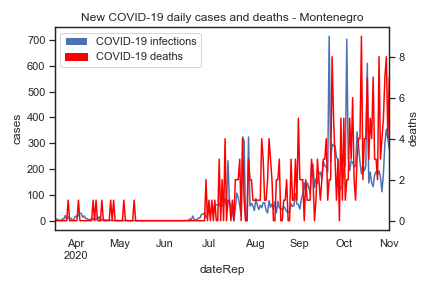 New COVID-19 daily cases and deaths - Montenegro
COVID-19 infections
COVID-19 deaths
700
600
500
400
300
200
100
0
cases
8
6
4
2
0
deaths
Apr May Jun Jul Aug Sep Oct Nov
2020
dateRep